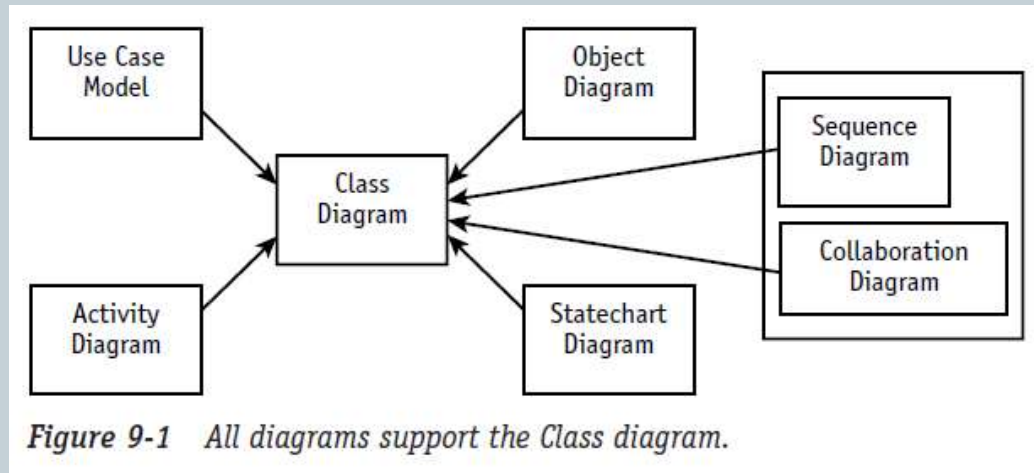 Use Case
Model
Object
Diagram
Sequence
Diagram
Class
Diagram
Collaboration
Diagram
Activity
Diagram
Statechart
Diagram
Figure 9-1 All diagrams support the Class diagram.